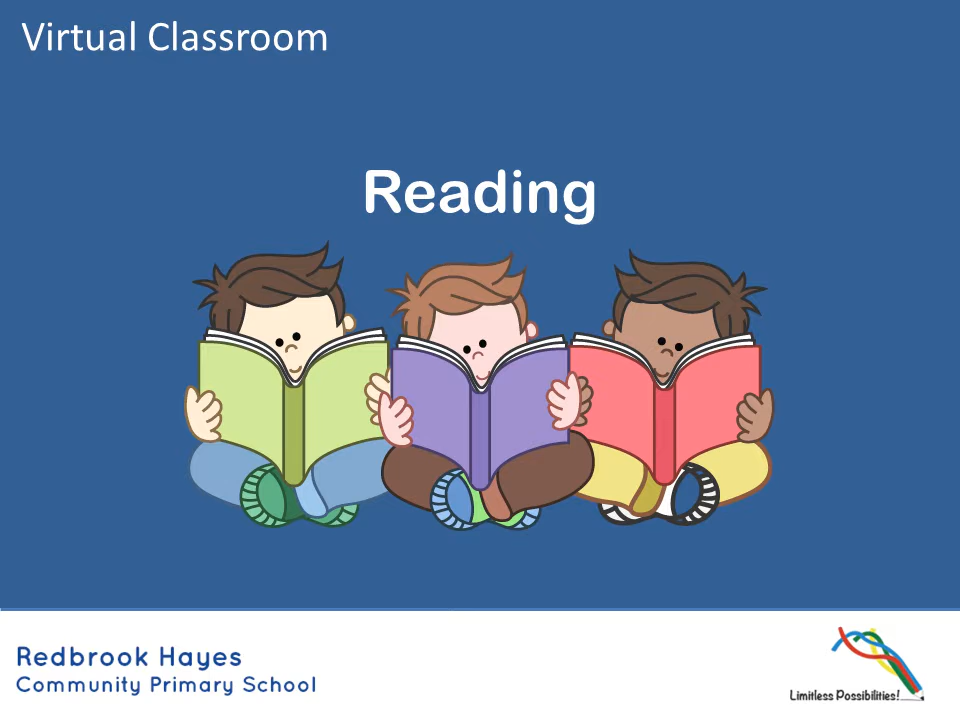 Virtual Classroom
Reading
Redbrook Hayes
Community Primary School
Limitless Possibilities!